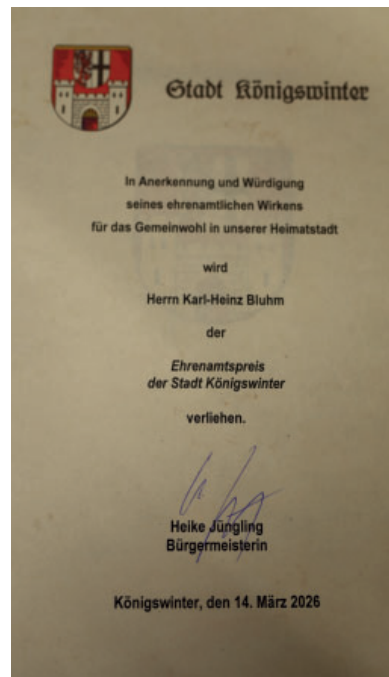 Stadt Königswinter
In Anerkennung und Würdigung
seines ehrenamtlichen Wirkens
für das Gemeinwohl in unserer Heimatstadt
wird
Herrn Karl-Heinz Bluhm
der
Ehrenamtspreis
der Stadt Königswinter
verliehen.
Heike Jüngling
Bürgermeisterin
Königswinter, den 14. März 2026